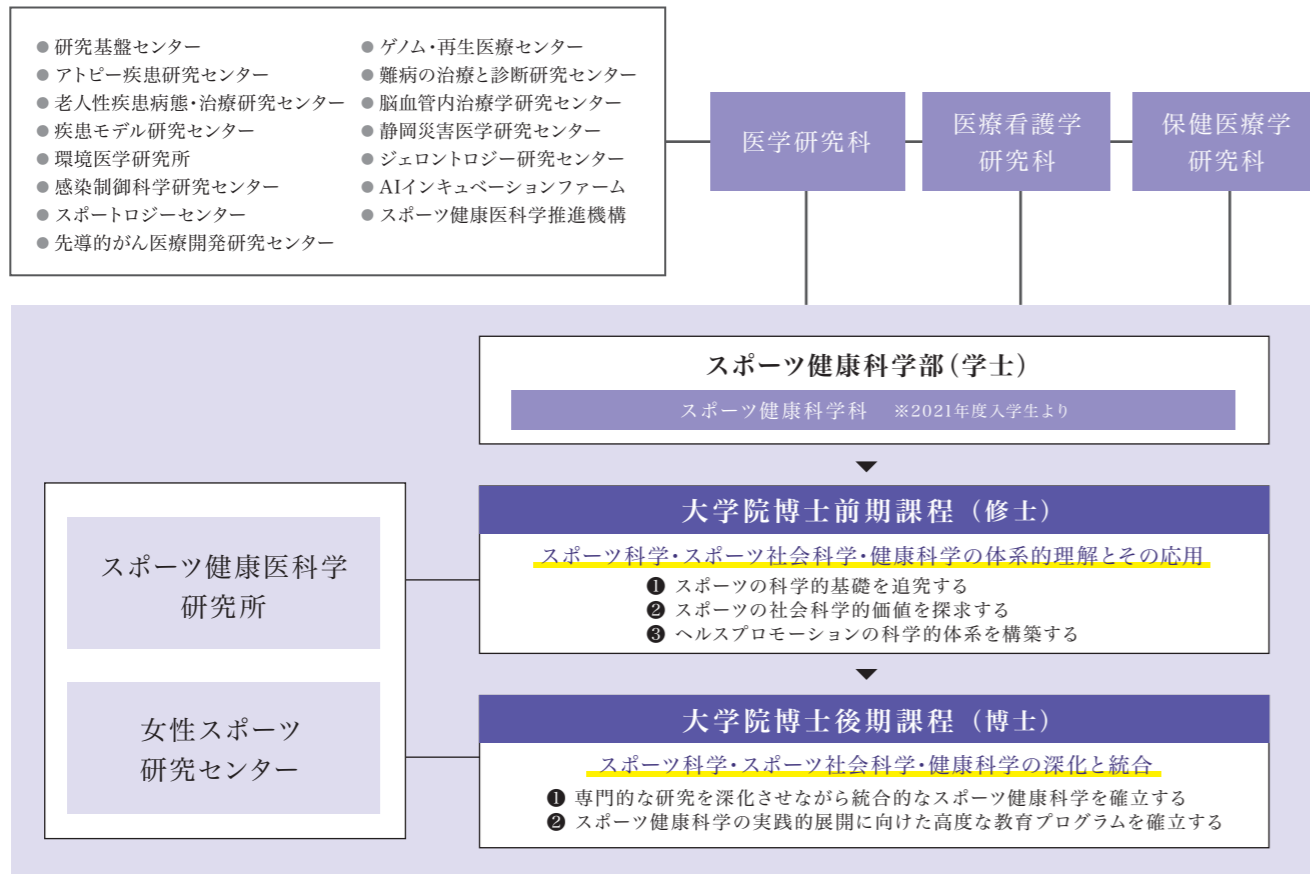 ● 研究基盤センター
● アトピー疾患研究センター
● 老人性疾患病態・治療研究センター
● 疾患モデル研究センター
● 環境医学研究所
● 感染制御科学研究センター
● スポートロジーセンター
● 先導的がん医療開発研究センター
● ゲノム・再生医療センター
● 難病の治療と診断研究センター
● 脳血管内治療学研究センター
● 静岡災害医学研究センター
● ジェロントロジー研究センター
● AIインキュベーションファーム
● スポーツ健康医科学推進機構
医学研究科
医療看護学
研究科
保健医療学
研究科
スポーツ健康科学部(学士)
スポーツ健康科学科 ※2021年度入学生より
大学院博士前期課程(修士)
スポーツ科学・スポーツ社会科学・健康科学の体系的理解とその応用
❶ スポーツの科学的基礎を追究する
❷ スポーツの社会科学的価値を探求する
❸ ヘルスプロモーションの科学的体系を構築する
スポーツ健康医科学
研究所
女性スポーツ
研究センター
大学院博士後期課程(博士)
スポーツ科学・スポーツ社会科学・健康科学の深化と統合
❶ 専門的な研究を深化させながら統合的なスポーツ健康科学を確立する
❷ スポーツ健康科学の実践的展開に向けた高度な教育プログラムを確立する